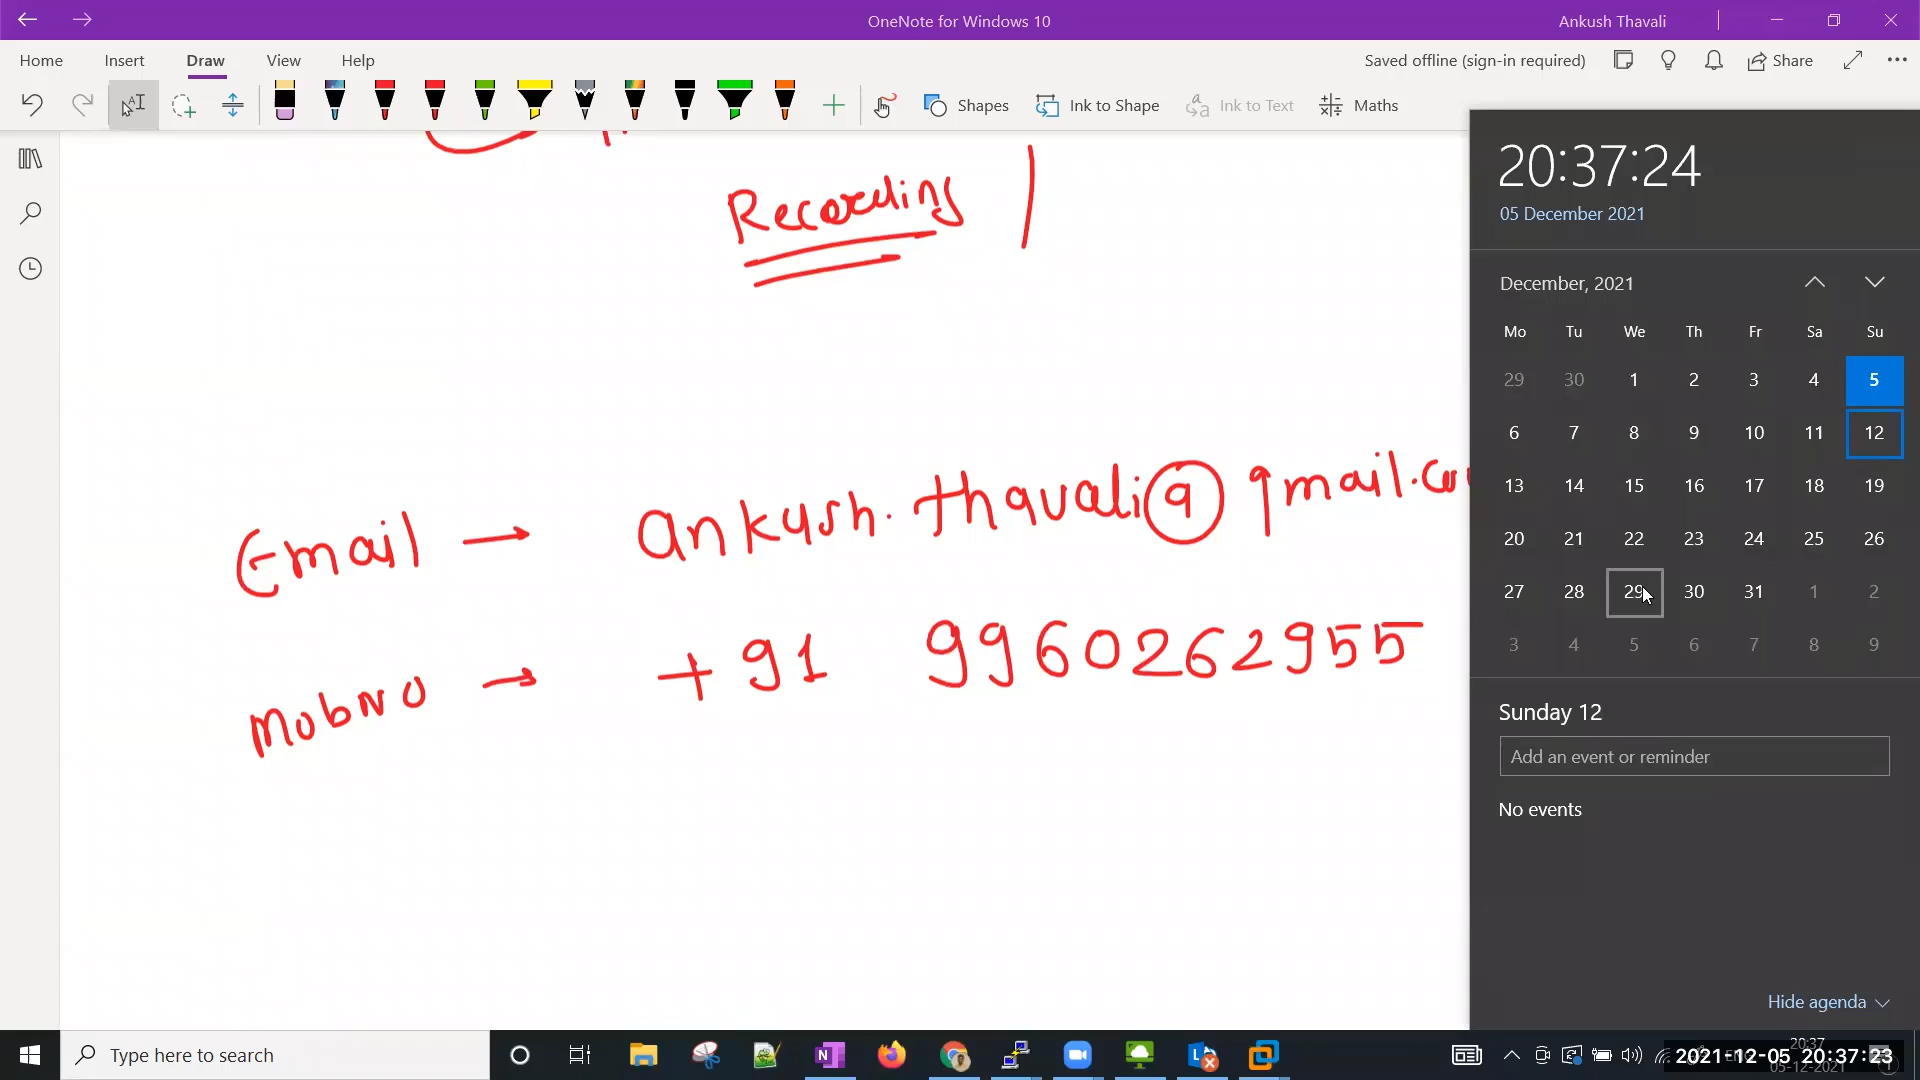 OneNote for Windows 10
Ankush Thavali
Home Insert Draw View Help
Saved offline (sign-in required) Share
Shapes Ink to Shape Ink to Text Maths
Recording
Email → ankush.thavali@gmail.co
mobno → +91 9960262955
20:37:24
05 December 2021
December, 2021
Mo Tu We Th Fr Sa Su
29 30 1 2 3 4 5
6 7 8 9 10 11 12
13 14 15 16 17 18 19
20 21 22 23 24 25 26
27 28 29 30 31 1 2
3 4 5 6 7 8 9
Sunday 12
Add an event or reminder
No events
Hide agenda
Type here to search
20:37
2021-12-05 20:37:23
05-12-2021